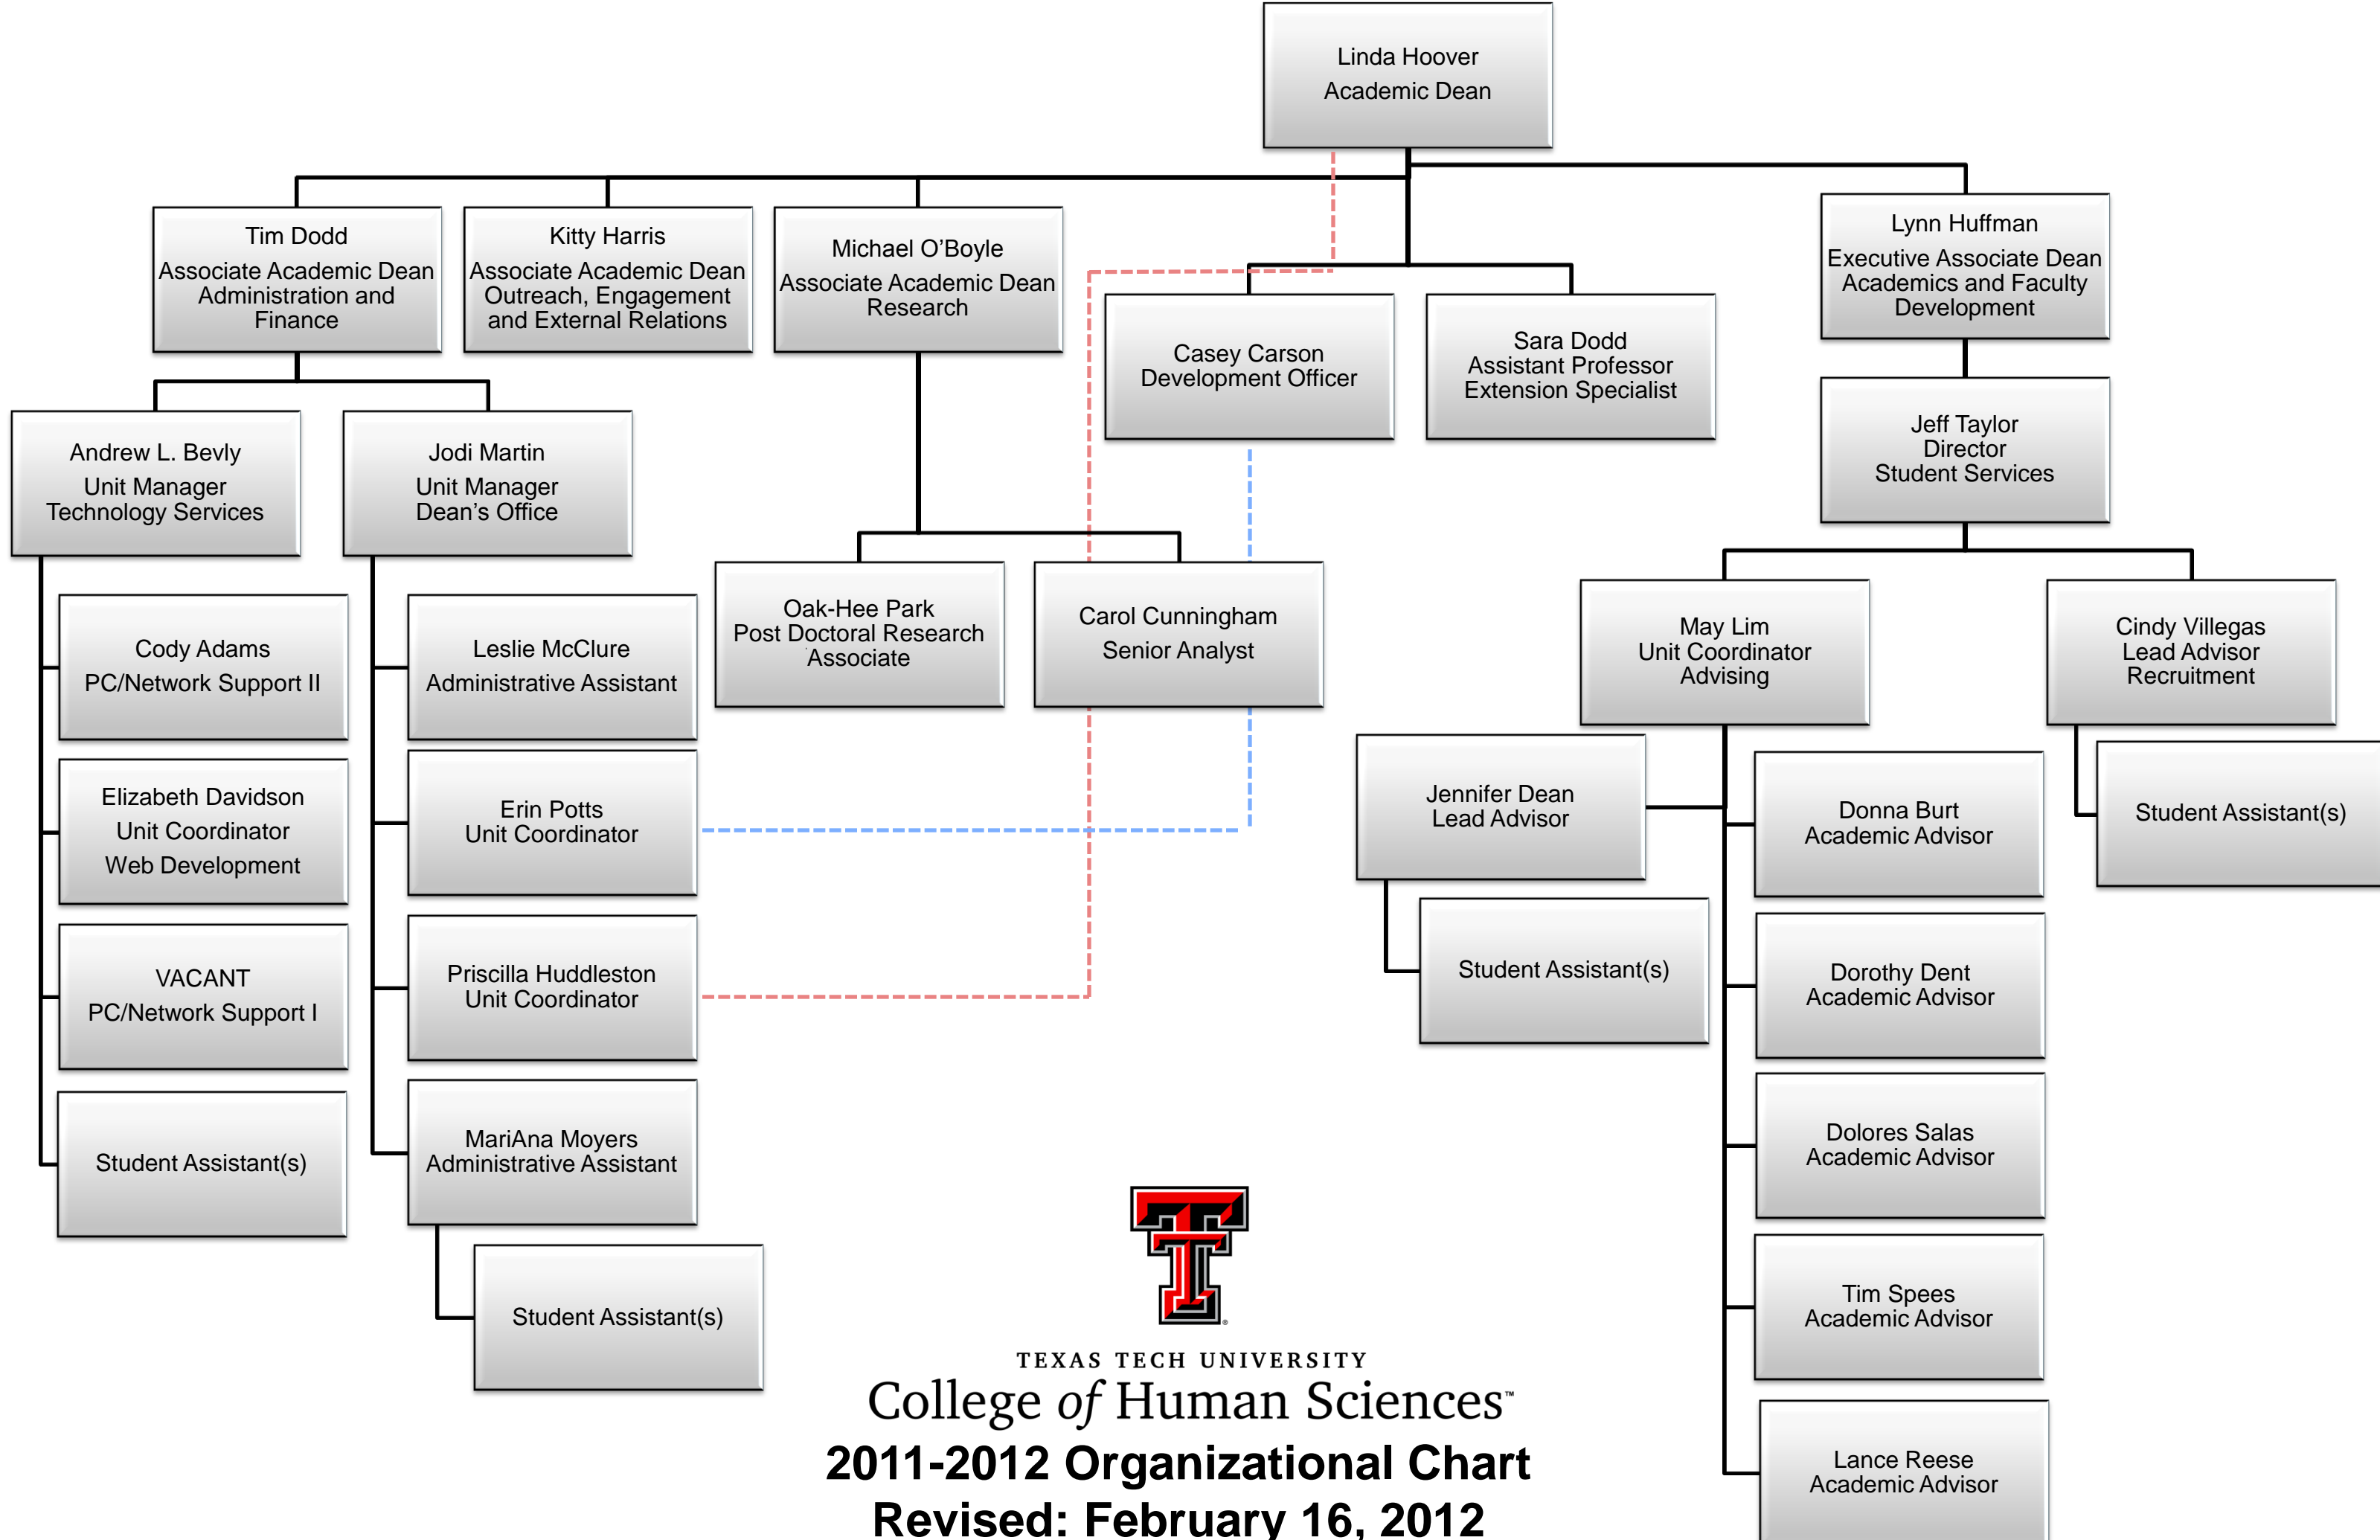 Linda Hoover
Academic Dean
Tim Dodd
Associate Academic Dean
Administration and
Finance
Kitty Harris
Associate Academic Dean
Outreach, Engagement
and External Relations
Michael O’Boyle
Associate Academic Dean
Research
Casey Carson
Development Officer
Sara Dodd
Assistant Professor
Extension Specialist
Lynn Huffman
Executive Associate Dean
Academics and Faculty
Development
Andrew L. Bevly
Unit Manager
Technology Services
Jodi Martin
Unit Manager
Dean’s Office
Jeff Taylor
Director
Student Services
Cody Adams
PC/Network Support II
Elizabeth Davidson
Unit Coordinator
Web Development
VACANT
PC/Network Support I
Student Assistant(s)
Leslie McClure
Administrative Assistant
Erin Potts
Unit Coordinator
Priscilla Huddleston
Unit Coordinator
MariAna Moyers
Administrative Assistant
Student Assistant(s)
Oak-Hee Park
Post Doctoral Research
Associate
Carol Cunningham
Senior Analyst
May Lim
Unit Coordinator
Advising
Cindy Villegas
Lead Advisor
Recruitment
Jennifer Dean
Lead Advisor
Student Assistant(s)
Donna Burt
Academic Advisor
Dorothy Dent
Academic Advisor
Dolores Salas
Academic Advisor
Tim Spees
Academic Advisor
Lance Reese
Academic Advisor
Student Assistant(s)
T
®
TEXAS TECH UNIVERSITY
College of Human Sciences™
2011-2012 Organizational Chart
Revised: February 16, 2012